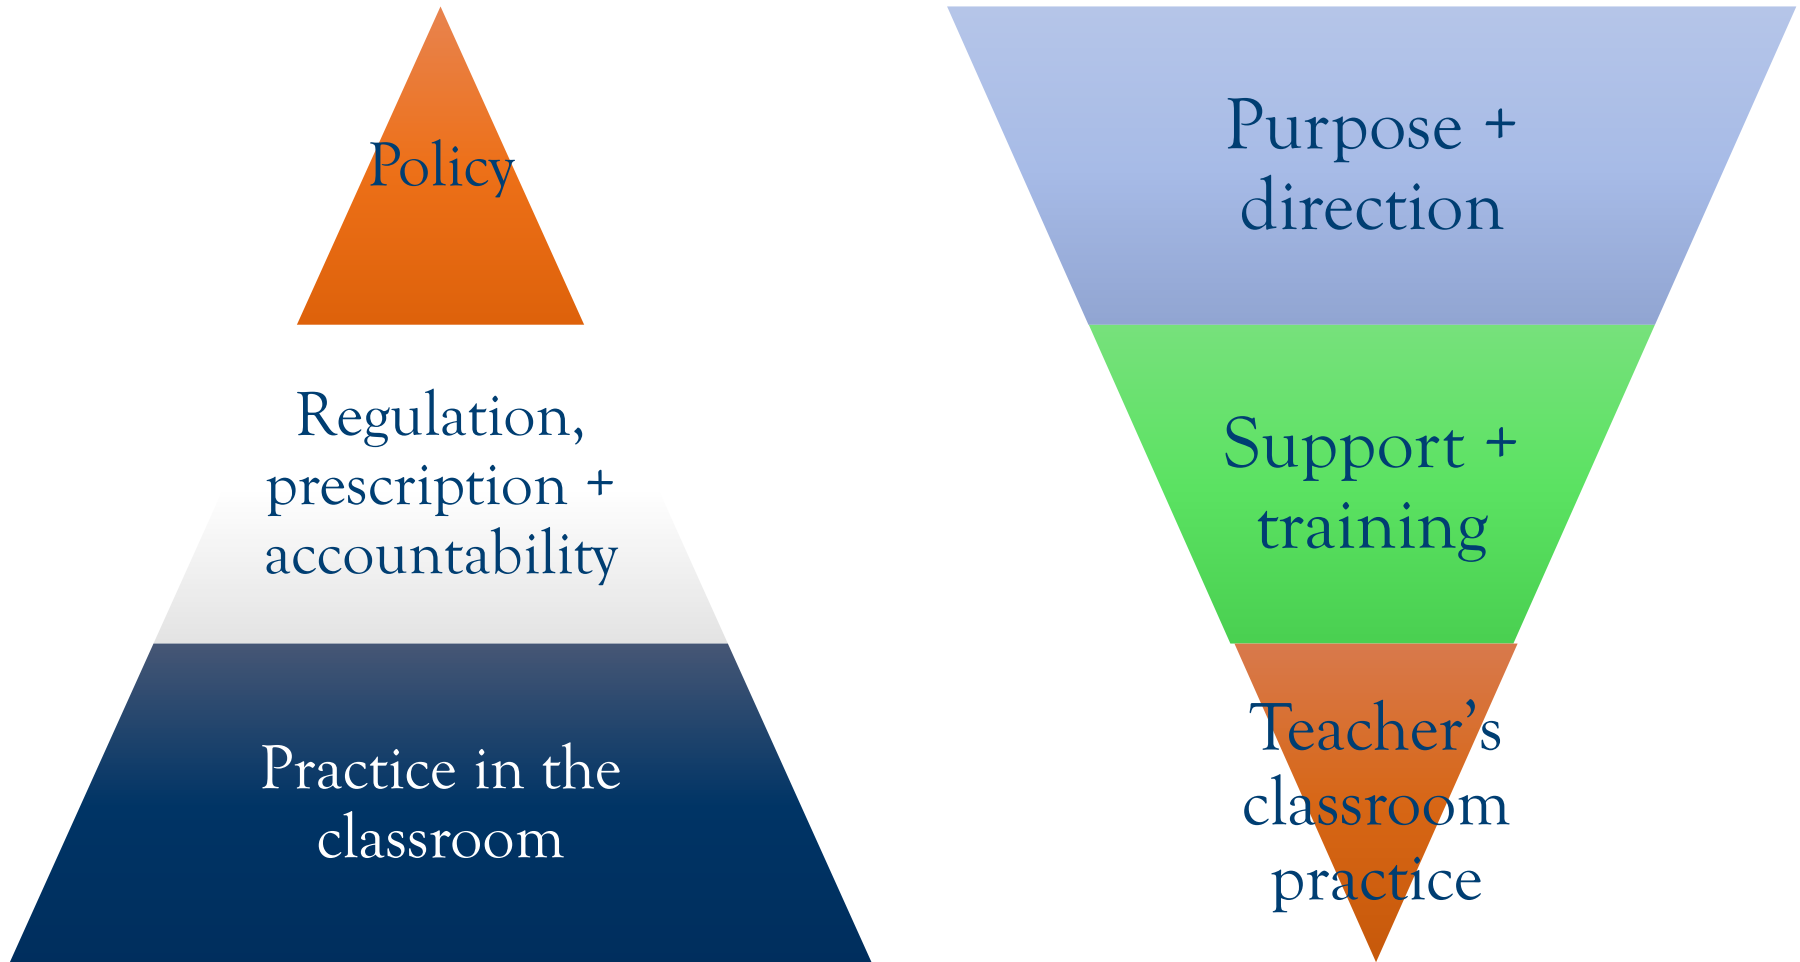 Policy
Regulation,
prescription +
accountability
Practice in the
classroom
Purpose +
direction
Support +
training
Teacher’s
classroom
practice